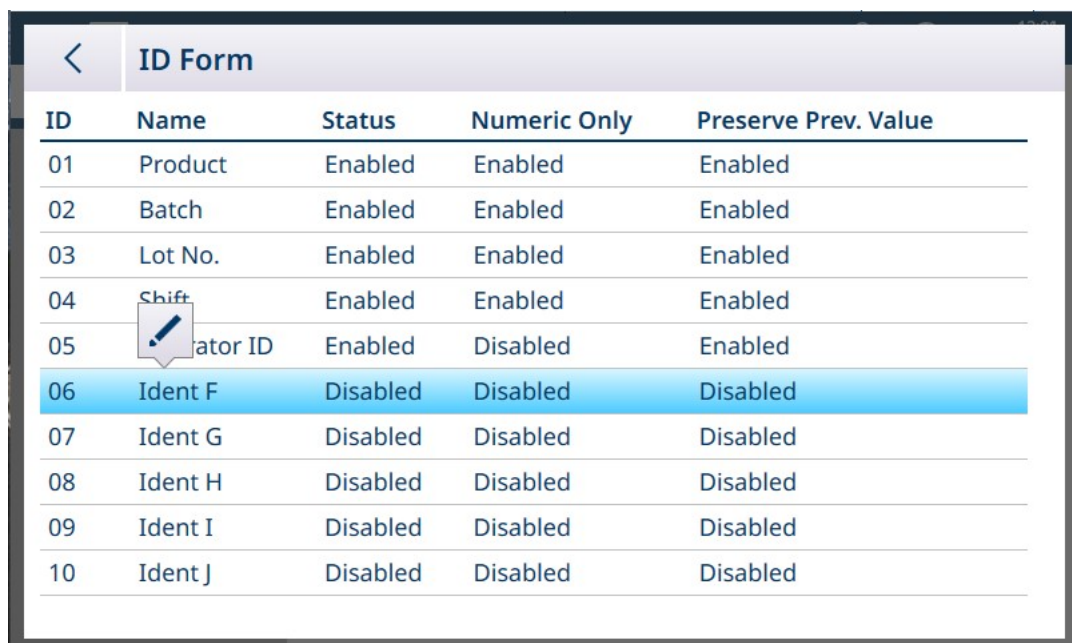 ID Form
ID Name Status Numeric Only Preserve Prev. Value
01 Product Enabled Enabled Enabled
02 Batch Enabled Enabled Enabled
03 Lot No. Enabled Enabled Enabled
04 Shift Enabled Enabled Enabled
05 rator ID Enabled Disabled Enabled
06 Ident F Disabled Disabled Disabled
07 Ident G Disabled Disabled Disabled
08 Ident H Disabled Disabled Disabled
09 Ident I Disabled Disabled Disabled
10 Ident J Disabled Disabled Disabled